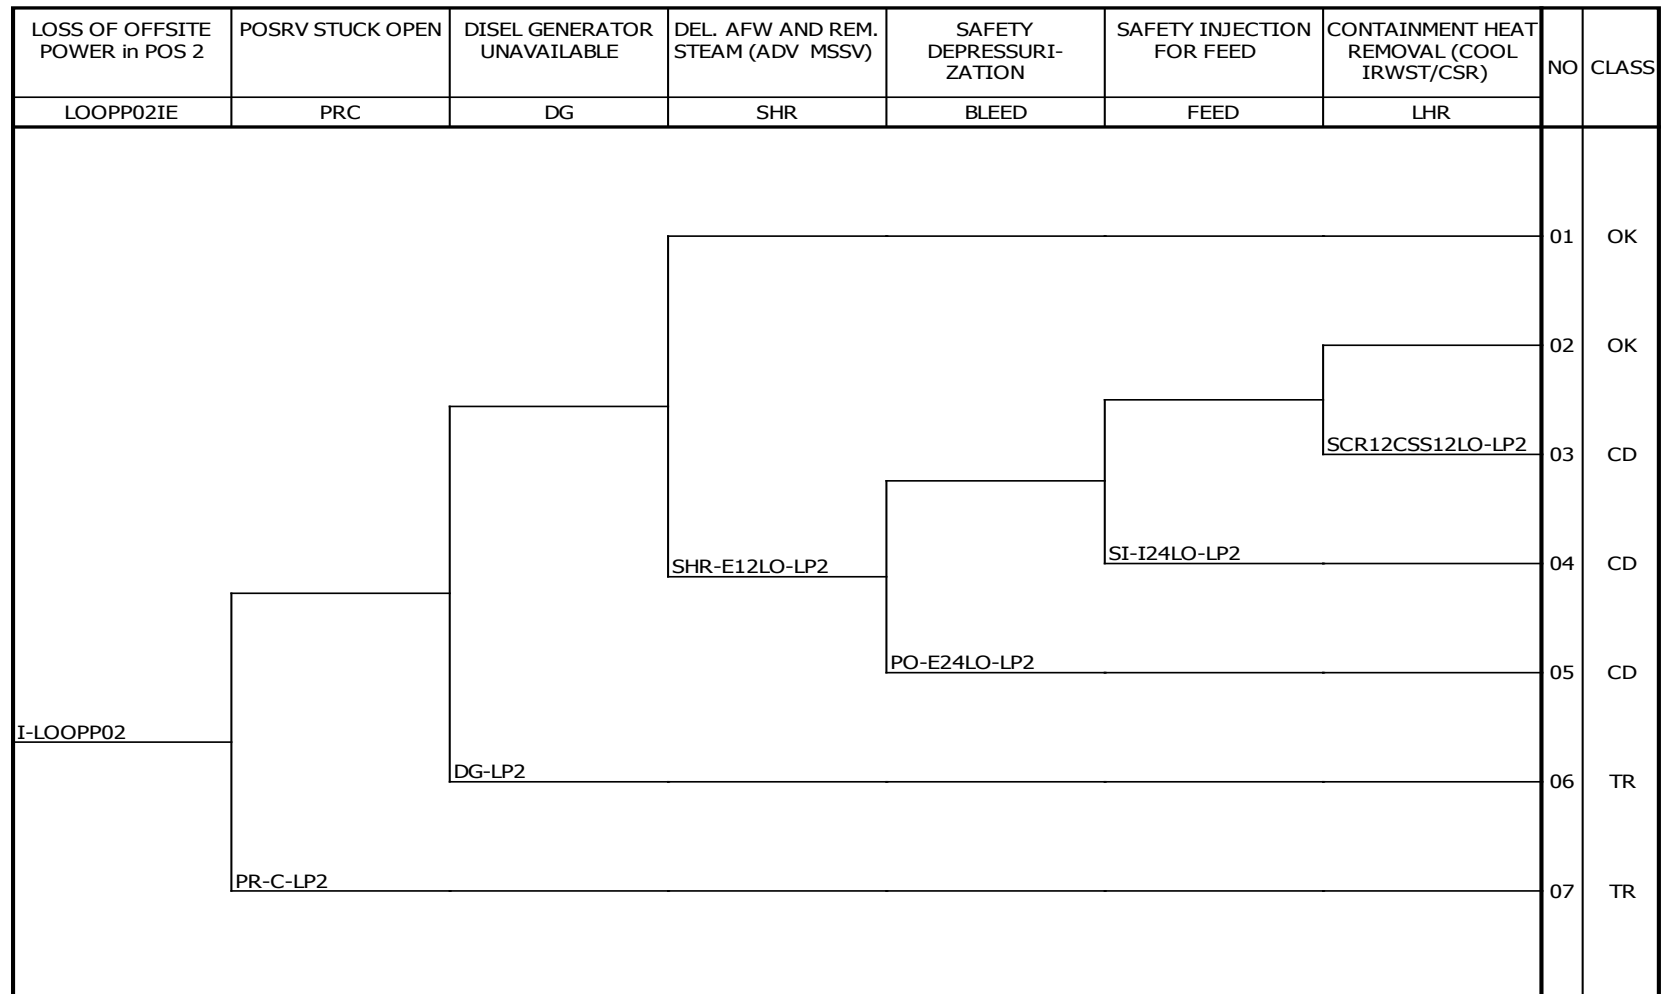 LOSS OF OFFSITE
POWER in POS 2
POSRV STUCK OPEN
DISEL GENERATOR
UNAVAILABLE
DEL. AFW AND REM.
STEAM (ADV MSSV)
SAFETY
DEPRESSURI-
ZATION
SAFETY INJECTION
FOR FEED
CONTAINMENT HEAT
REMOVAL (COOL
IRWST/CSR)
NO
CLASS
LOOPP02IE
PRC
DG
SHR
BLEED
FEED
LHR
01 OK
02 OK
SCR12CSS12LO-LP2
03 CD
SI-I24LO-LP2
04 CD
SHR-E12LO-LP2
PO-E24LO-LP2
05 CD
I-LOOPP02
DG-LP2
06 TR
PR-C-LP2
07 TR